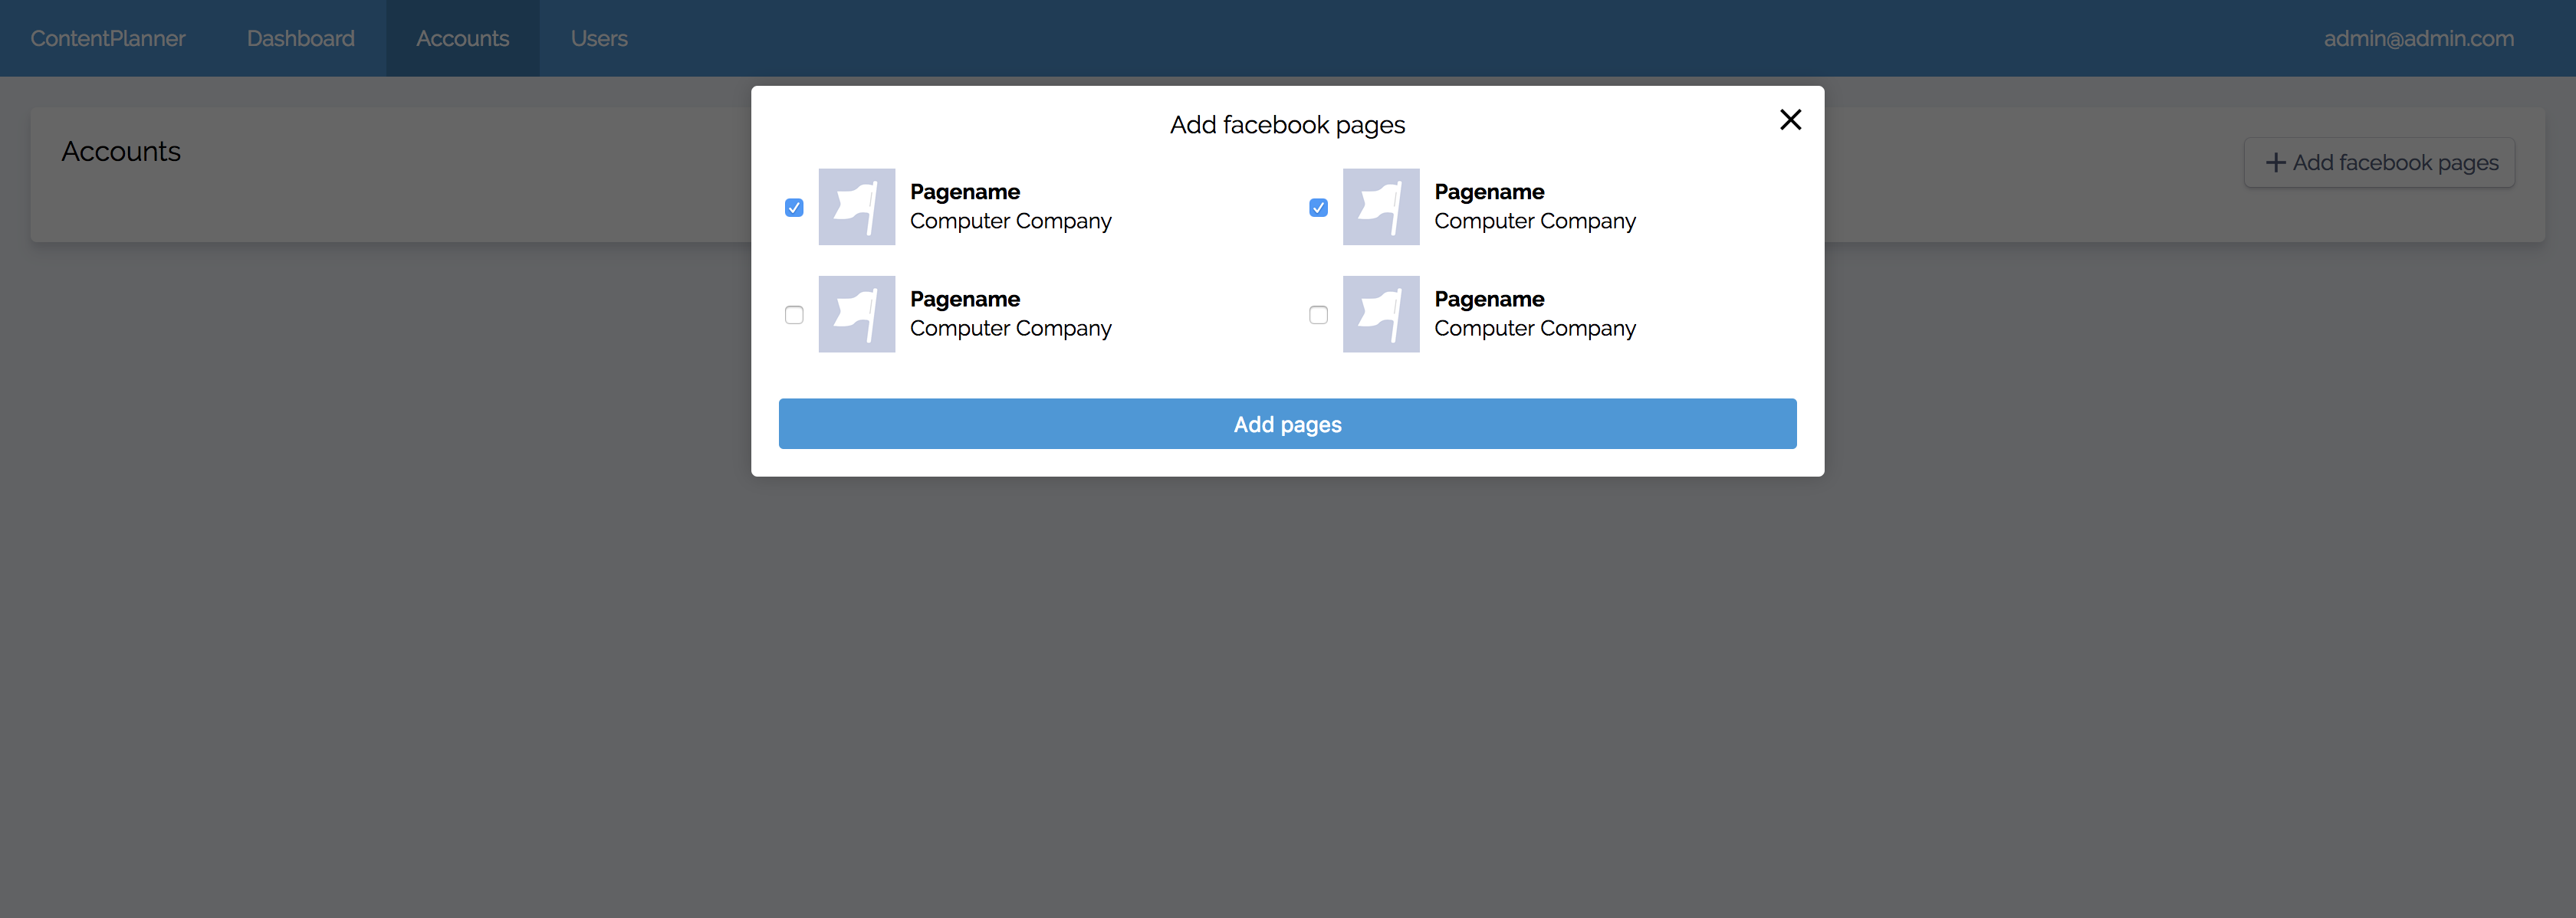 ContentPlanner Dashboard Accounts Users admin@admin.com
Add facebook pages
Accounts
Add facebook pages
Pagename
Computer Company
Pagename
Computer Company
Pagename
Computer Company
Pagename
Computer Company
Add pages